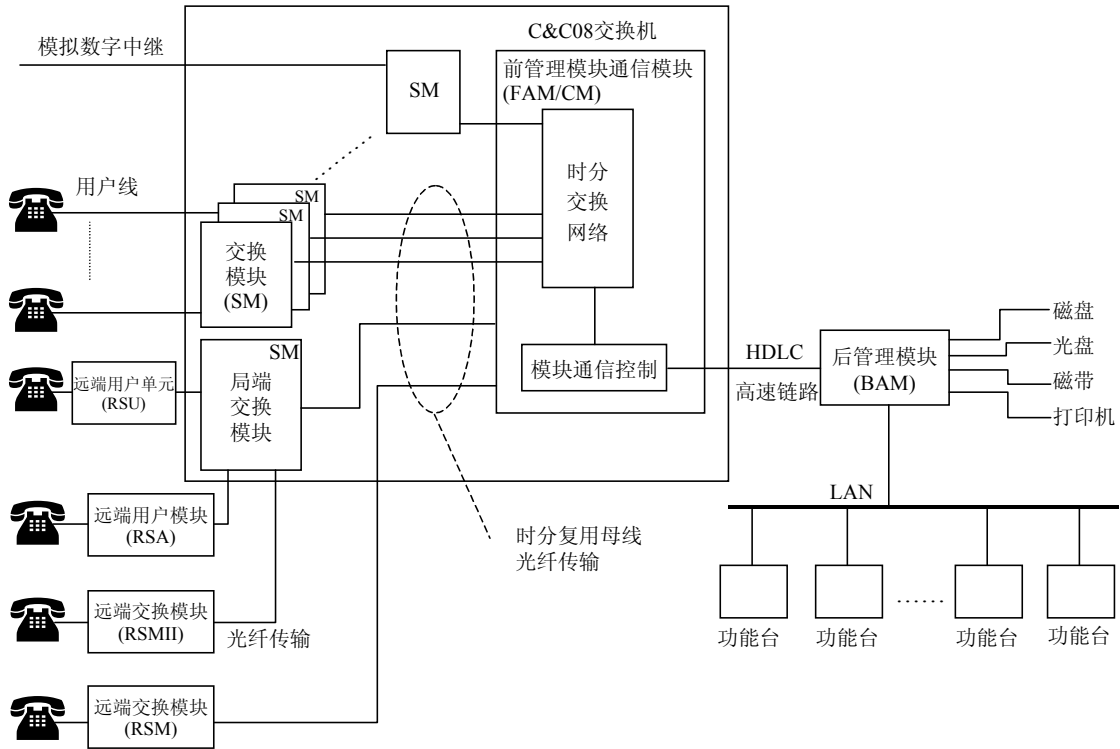 C&C08交换机
模拟数字中继
SM
前管理模块通信模块
(FAM/CM)
时分
交换
网络
用户线
SM
SM
交换
模块
(SM)
SM
局端
交换
模块
远端用户单元
(RSU)
模块通信控制
HDLC
高速链路
后管理模块
(BAM)
磁盘
光盘
磁带
打印机
LAN
远端用户模块
(RSA)
时分复用母线
光纤传输
远端交换模块
(RSMII)
光纤传输
……
功能台
功能台
功能台
功能台
远端交换模块
(RSM)